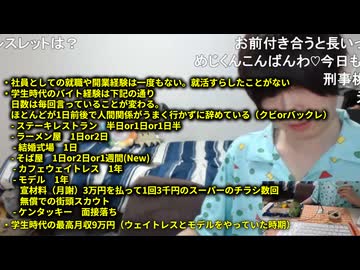 レスレットは？
お前付き合うと長いっ
めじくんこんばんわ♡今日も
刑事検
・社員としての就職や開業経験は一度もない。就活すらしたことがない
・学生時代のバイト経験は下記の通り
日数は毎回言っていることが変わる。
ほとんどが1日前後で人間関係がうまく行かずに辞めている（クビorバックレ）
- ステーキレストラン 半日or1日or1日半
- ラーメン屋 1日or2日
- 結婚式場 1日
- そば屋 1日or2日or1週間(New)
- カフェウェイトレス 1年
- モデル 1年
宣材料（月謝）3万円を払って1回3千円のスーパーのチラシ数回
無償での街頭スカウト
- ケンタッキー 面接落ち
・学生時代の最高月収9万円（ウェイトレスとモデルをやっていた時期）